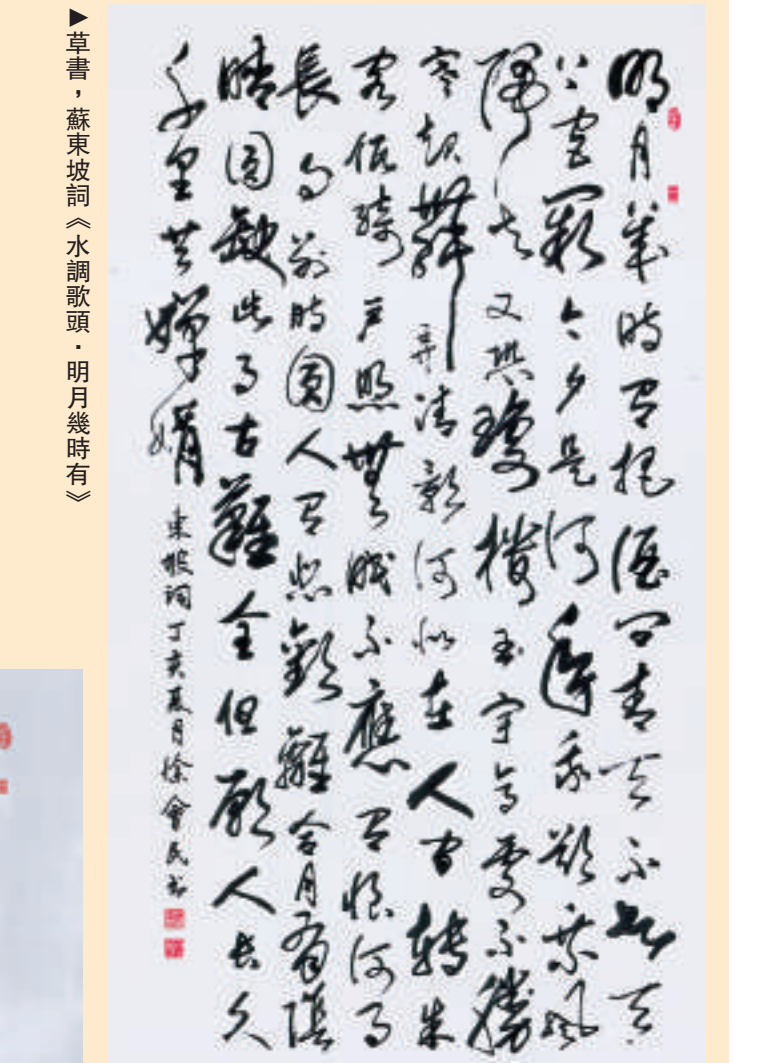 明月幾時有把酒問青天不知天
上宮闕今夕是何年我欲乘風
歸去又恐瓊樓玉宇高處不勝
寒起舞弄清影何似在人間轉朱
閣低綺戶照無眠不應有恨何事
長向別時圓人有悲歡離合月有陰
晴圓缺此事古難全但願人長久
千里共嬋娟
東坡詞丁亥夏月徐會民書
▶草書，蘇東坡詞《水調歌頭．明月幾時有》